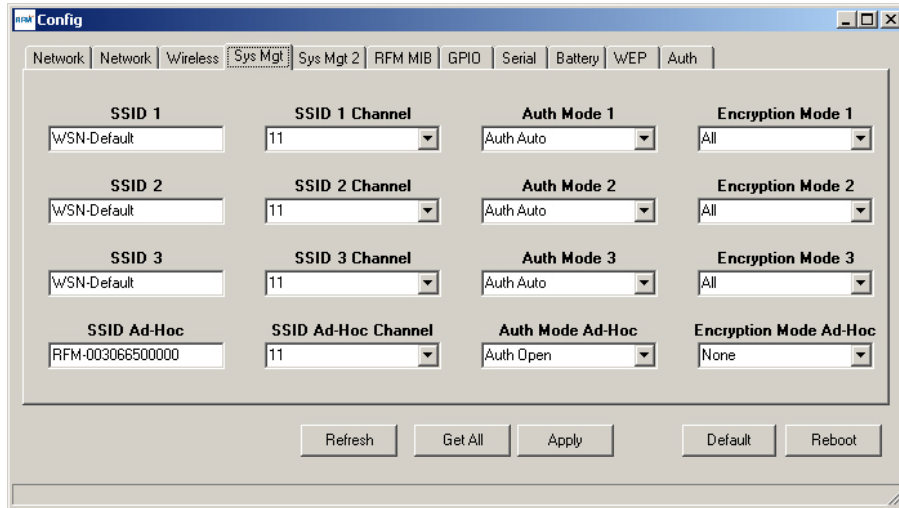 RFM Config
Network Network Wireless Sys Mgt Sys Mgt 2 RFM MIB GPIO Serial Battery WEP Auth
SSID 1 SSID 1 Channel Auth Mode 1 Encryption Mode 1
WSN-Default 11 Auth Auto All
SSID 2 SSID 2 Channel Auth Mode 2 Encryption Mode 2
WSN-Default 11 Auth Auto All
SSID 3 SSID 3 Channel Auth Mode 3 Encryption Mode 3
WSN-Default 11 Auth Auto All
SSID Ad-Hoc SSID Ad-Hoc Channel Auth Mode Ad-Hoc Encryption Mode Ad-Hoc
RFM-003066500000 11 Auth Open None
Refresh Get All Apply Default Reboot